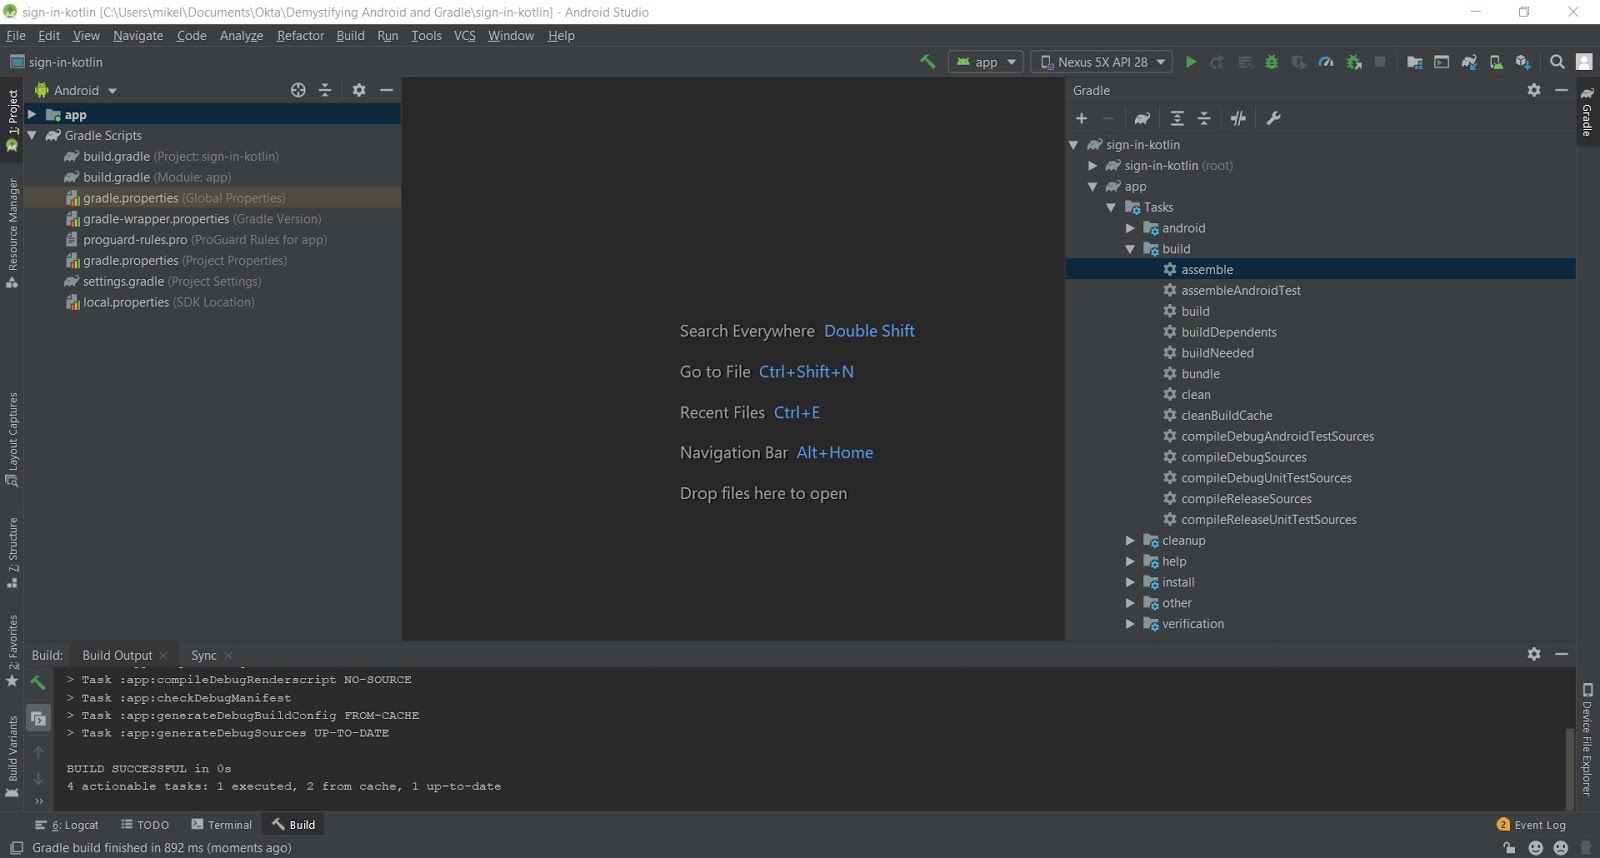 sign-in-kotlin [C:\Users\mikel\Documents\Okta\Demystifying Android and Gradle\sign-in-kotlin] - Android Studio
File Edit View Navigate Code Analyze Refactor Build Run Tools VCS Window Help
sign-in-kotlin
app
Nexus 5X API 28
1: Project
Resource Manager
Layout Captures
7: Structure
2: Favorites
Build Variants
Android
app
Gradle Scripts
build.gradle (Project: sign-in-kotlin)
build.gradle (Module: app)
gradle.properties (Global Properties)
gradle-wrapper.properties (Gradle Version)
proguard-rules.pro (ProGuard Rules for app)
gradle.properties (Project Properties)
settings.gradle (Project Settings)
local.properties (SDK Location)
Search Everywhere Double Shift
Go to File Ctrl+Shift+N
Recent Files Ctrl+E
Navigation Bar Alt+Home
Drop files here to open
Gradle
sign-in-kotlin
sign-in-kotlin (root)
app
Tasks
android
build
assemble
assembleAndroidTest
build
buildDependents
buildNeeded
bundle
clean
cleanBuildCache
compileDebugAndroidTestSources
compileDebugSources
compileDebugUnitTestSources
compileReleaseSources
compileReleaseUnitTestSources
cleanup
help
install
other
verification
Gradle
Device File Explorer
Build: Build Output Sync
> Task :app:compileDebugRenderscript NO-SOURCE
> Task :app:checkDebugManifest
> Task :app:generateDebugBuildConfig FROM-CACHE
> Task :app:generateDebugSources UP-TO-DATE
BUILD SUCCESSFUL in 0s
4 actionable tasks: 1 executed, 2 from cache, 1 up-to-date
6: Logcat TODO Terminal Build
2 Event Log
Gradle build finished in 892 ms (moments ago)